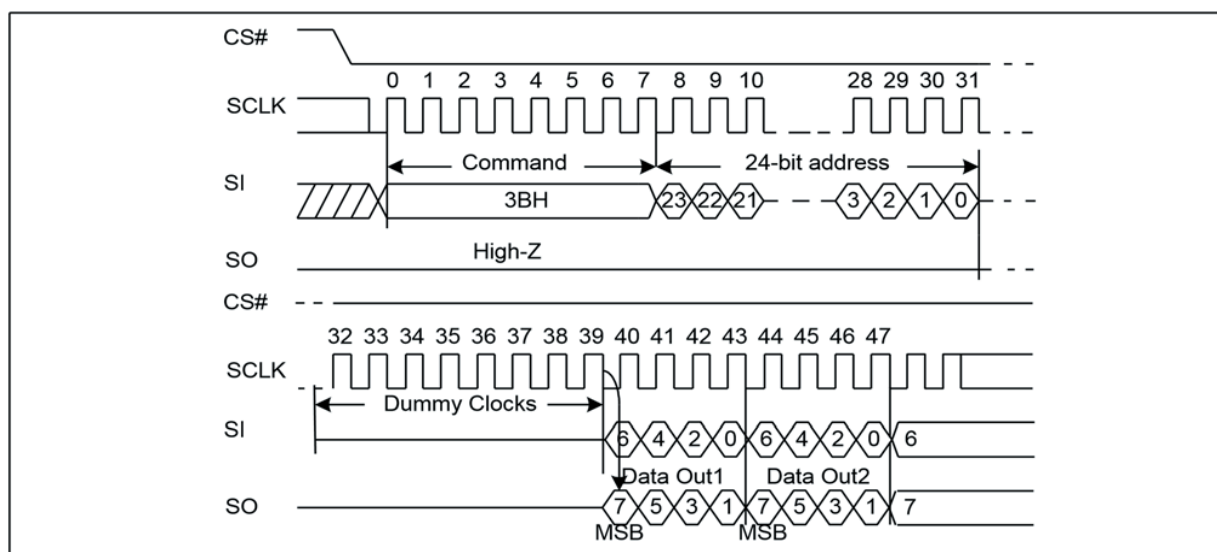 CS#
0 1 2 3 4 5 6 7 8 9 10 28 29 30 31
SCLK
Command 24-bit address
SI
3BH 23 22 21 3 2 1 0
High-Z
SO
CS#
32 33 34 35 36 37 38 39 40 41 42 43 44 45 46 47
SCLK
Dummy Clocks
SI
6 4 2 0 6 4 2 0 6
Data Out1 Data Out2
SO
7 5 3 1 7 5 3 1 7
MSB MSB